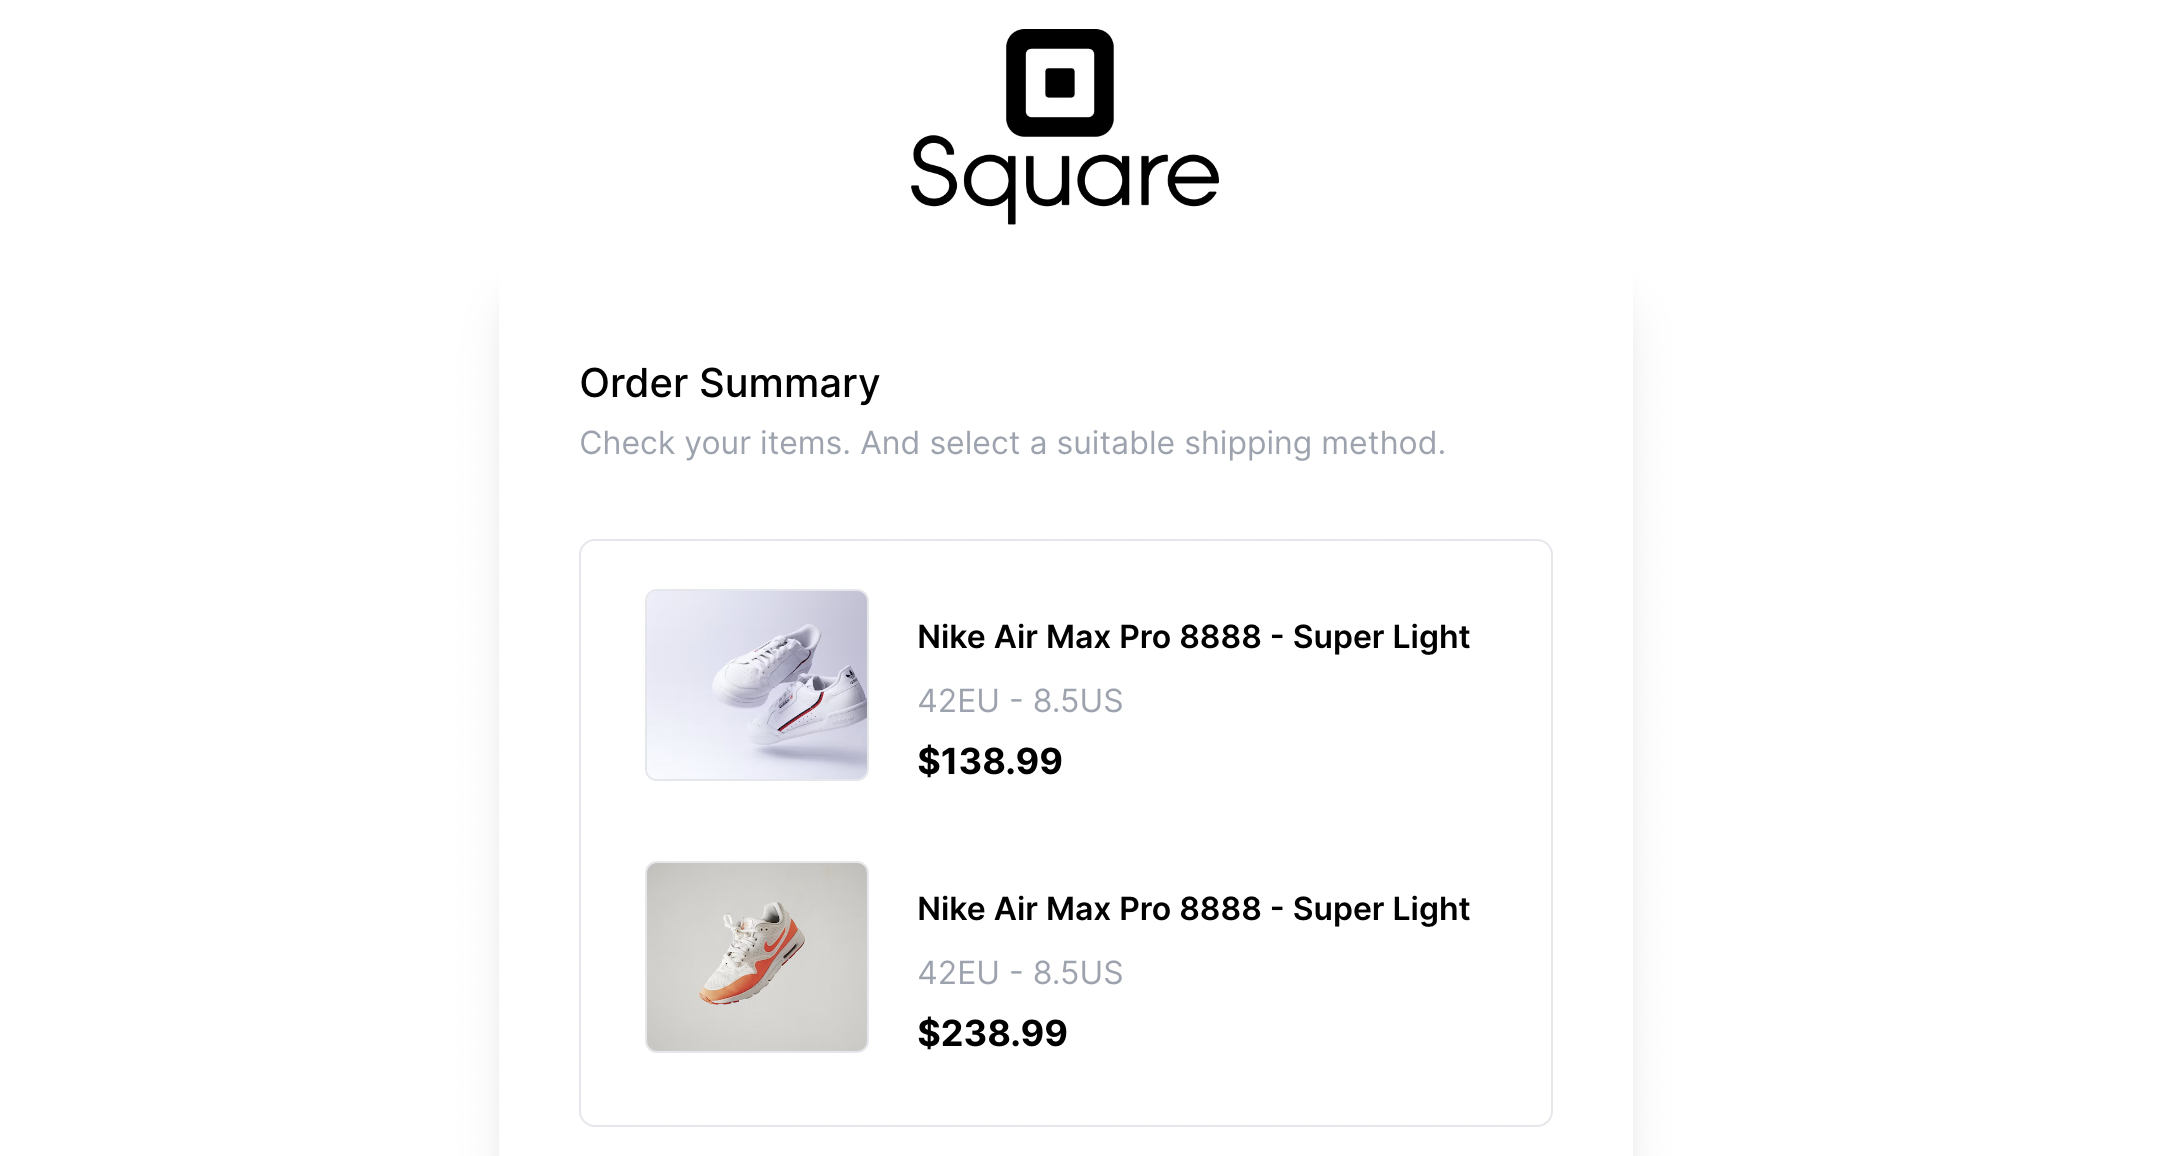 Square
Order Summary
Check your items. And select a suitable shipping method.
Nike Air Max Pro 8888 - Super Light
42EU - 8.5US
$138.99
Nike Air Max Pro 8888 - Super Light
42EU - 8.5US
$238.99